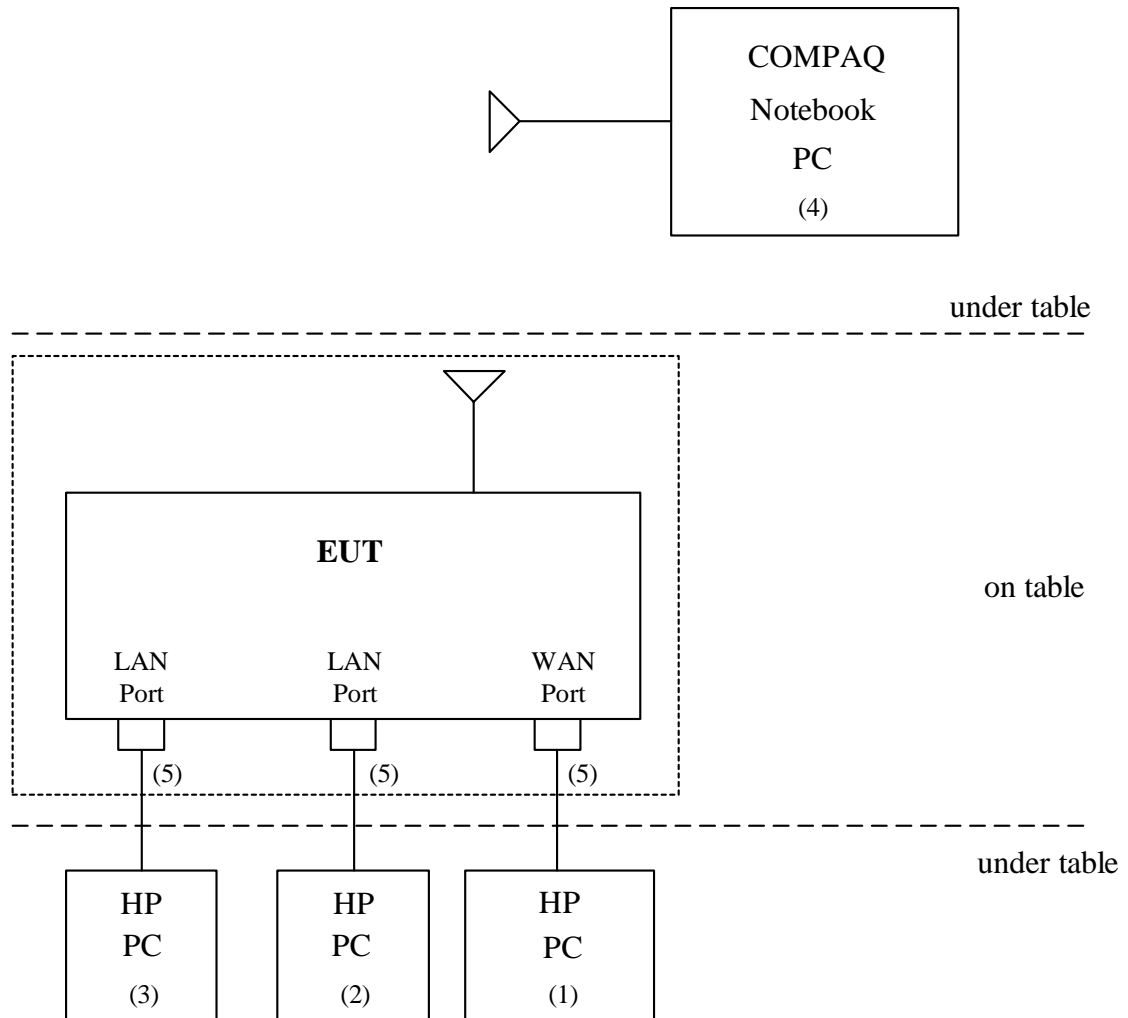 COMPAQ
Notebook
PC
(4)
under table
EUT
on table
LAN LAN WAN
Port Port Port
(5) (5) (5)
under table
HP HP HP
PC PC PC
(3) (2) (1)